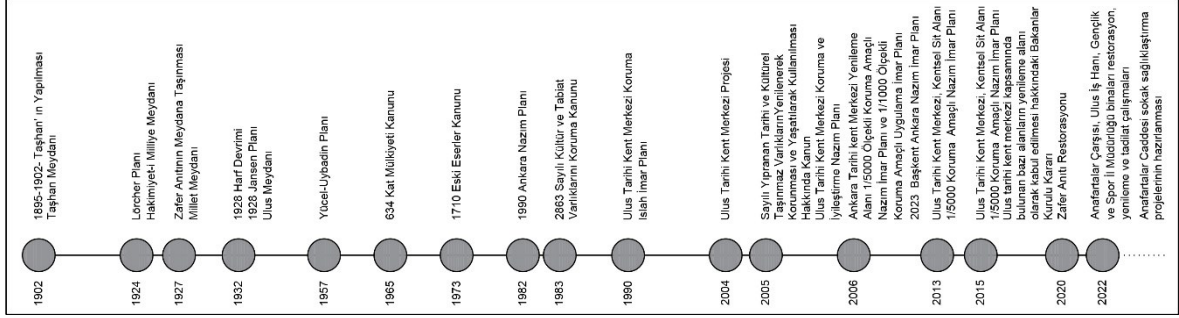 1895-1902- Taşhan' ın Yapılması
Taşhan Meydanı
1902
Lörcher Planı
Hakimiyet-i Milliye Meydanı
1924
Zafer Anıtının Meydana Taşınması
Millet Meydanı
1927
1928 Harf Devrimi
1928 Jansen Planı
Ulus Meydanı
1932
Yücel-Uybadin Planı
1957
634 Kat Mülkiyeti Kanunu
1965
1710 Eski Eserler Kanunu
1973
1990 Ankara Nazım Planı
1982
2863 Sayılı Kültür ve Tabiat
Varlıklarını Koruma Kanunu
1983
Ulus Tarihi Kent Merkezi Koruma
Islah İmar Planı
1990
Ulus Tarihi Kent Merkezi Projesi
2004
Sayılı Yıpranan Tarihi ve Kültürel
Taşınmaz VarlıklarınYenilenerek
Korunması ve Yaşatılarak Kullanılması
Hakkında Kanun
Ulus Tarihi Kent Merkezi Koruma ve
İyileştirme Nazım Planı
2005
Ankara Tarihi kent Merkezi Yenileme
Alanı 1/5000 Ölçekli Koruma Amaçlı
Nazım İmar Planı ve 1/1000 Ölçekli
Koruma Amaçlı Uygulama İmar Planı
2023 Başkent Ankara Nazım İmar Planı
2006
Ulus Tarihi Kent Merkezi, Kentsel Sit Alanı
1/5000 Koruma Amaçlı Nazım İmar Planı
2013
Ulus Tarihi Kent Merkezi, Kentsel Sit Alanı
1/5000 Koruma Amaçlı Nazım İmar Planı
Ulus tarihi kent merkezi kapsamında
bulunan bazı alanların yenileme alanı
olarak kabul edilmesi hakkındaki Bakanlar
Kurulu Kararı
2015
Zafer Anıtı Restorasyonu
2020
Anafartalar Çarşısı, Ulus İş Hanı, Gençlik
ve Spor İl Müdürlüğü binaları restorasyon,
yenileme ve tadilat çalışmaları
Anafartalar Caddesi sokak sağlıklaştırma
projelerinin hazırlanması
2022